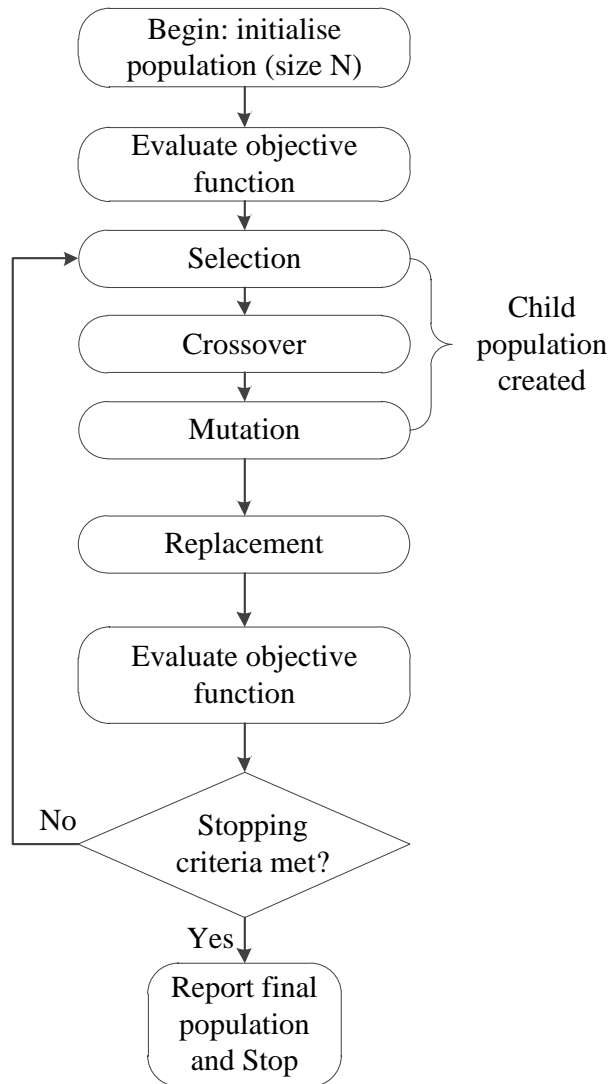 Begin: initialise
population (size N)
Evaluate objective
function
Selection
Crossover
Mutation
Child
population
created
Replacement
Evaluate objective
function
Stopping
criteria met?
No
Yes
Report final
population
and Stop